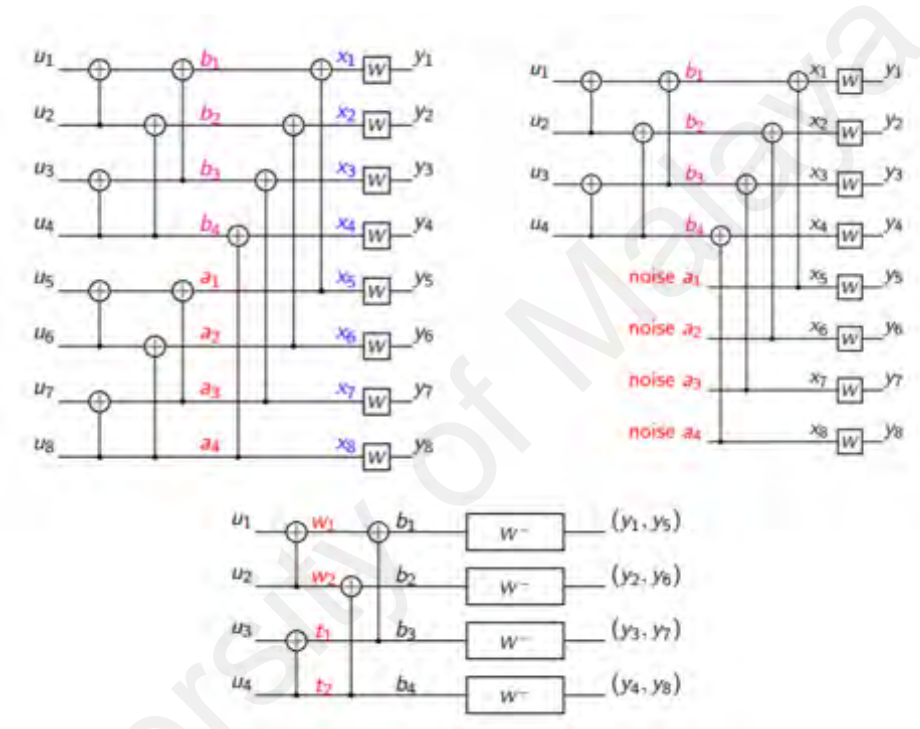 u1 b1 x1 W y1
u2 b2 x2 W y2
u3 b3 x3 W y3
u4 b4 x4 W y4
u5 a1 x5 W y5
u6 a2 x6 W y6
u7 a3 x7 W y7
u8 a4 x8 W y8
u1 b1 x1 W y1
u2 b2 x2 W y2
u3 b3 x3 W y3
u4 b4 x4 W y4
noise a1 x5 W y5
noise a2 x6 W y6
noise a3 x7 W y7
noise a4 x8 W y8
u1 w1 b1 W⁻ (y1, y5)
u2 w2 b2 W⁻ (y2, y6)
u3 t1 b3 W⁻ (y3, y7)
u4 t2 b4 W⁻ (y4, y8)
ersity of Malaya